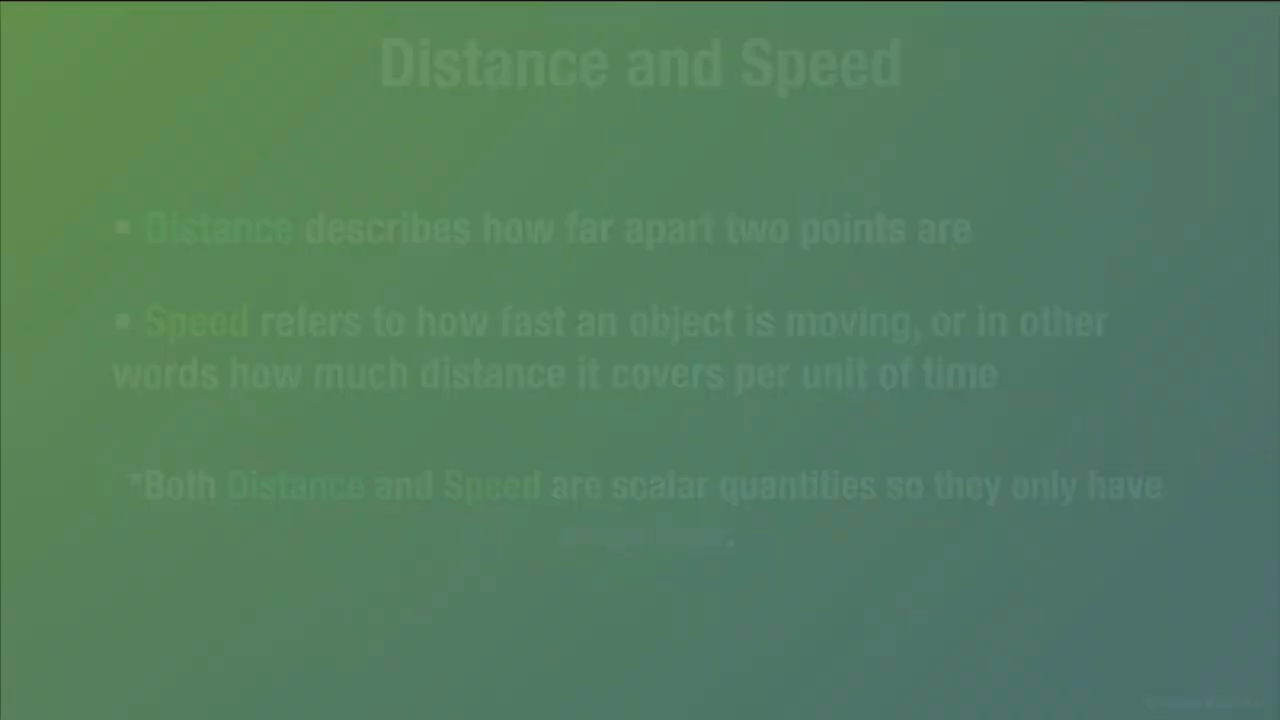 Distance and Speed
• Distance describes how far apart two points are
• Speed refers to how fast an object is moving, or in other
words how much distance it covers per unit of time
*Both Distance and Speed are scalar quantities so they only have
.